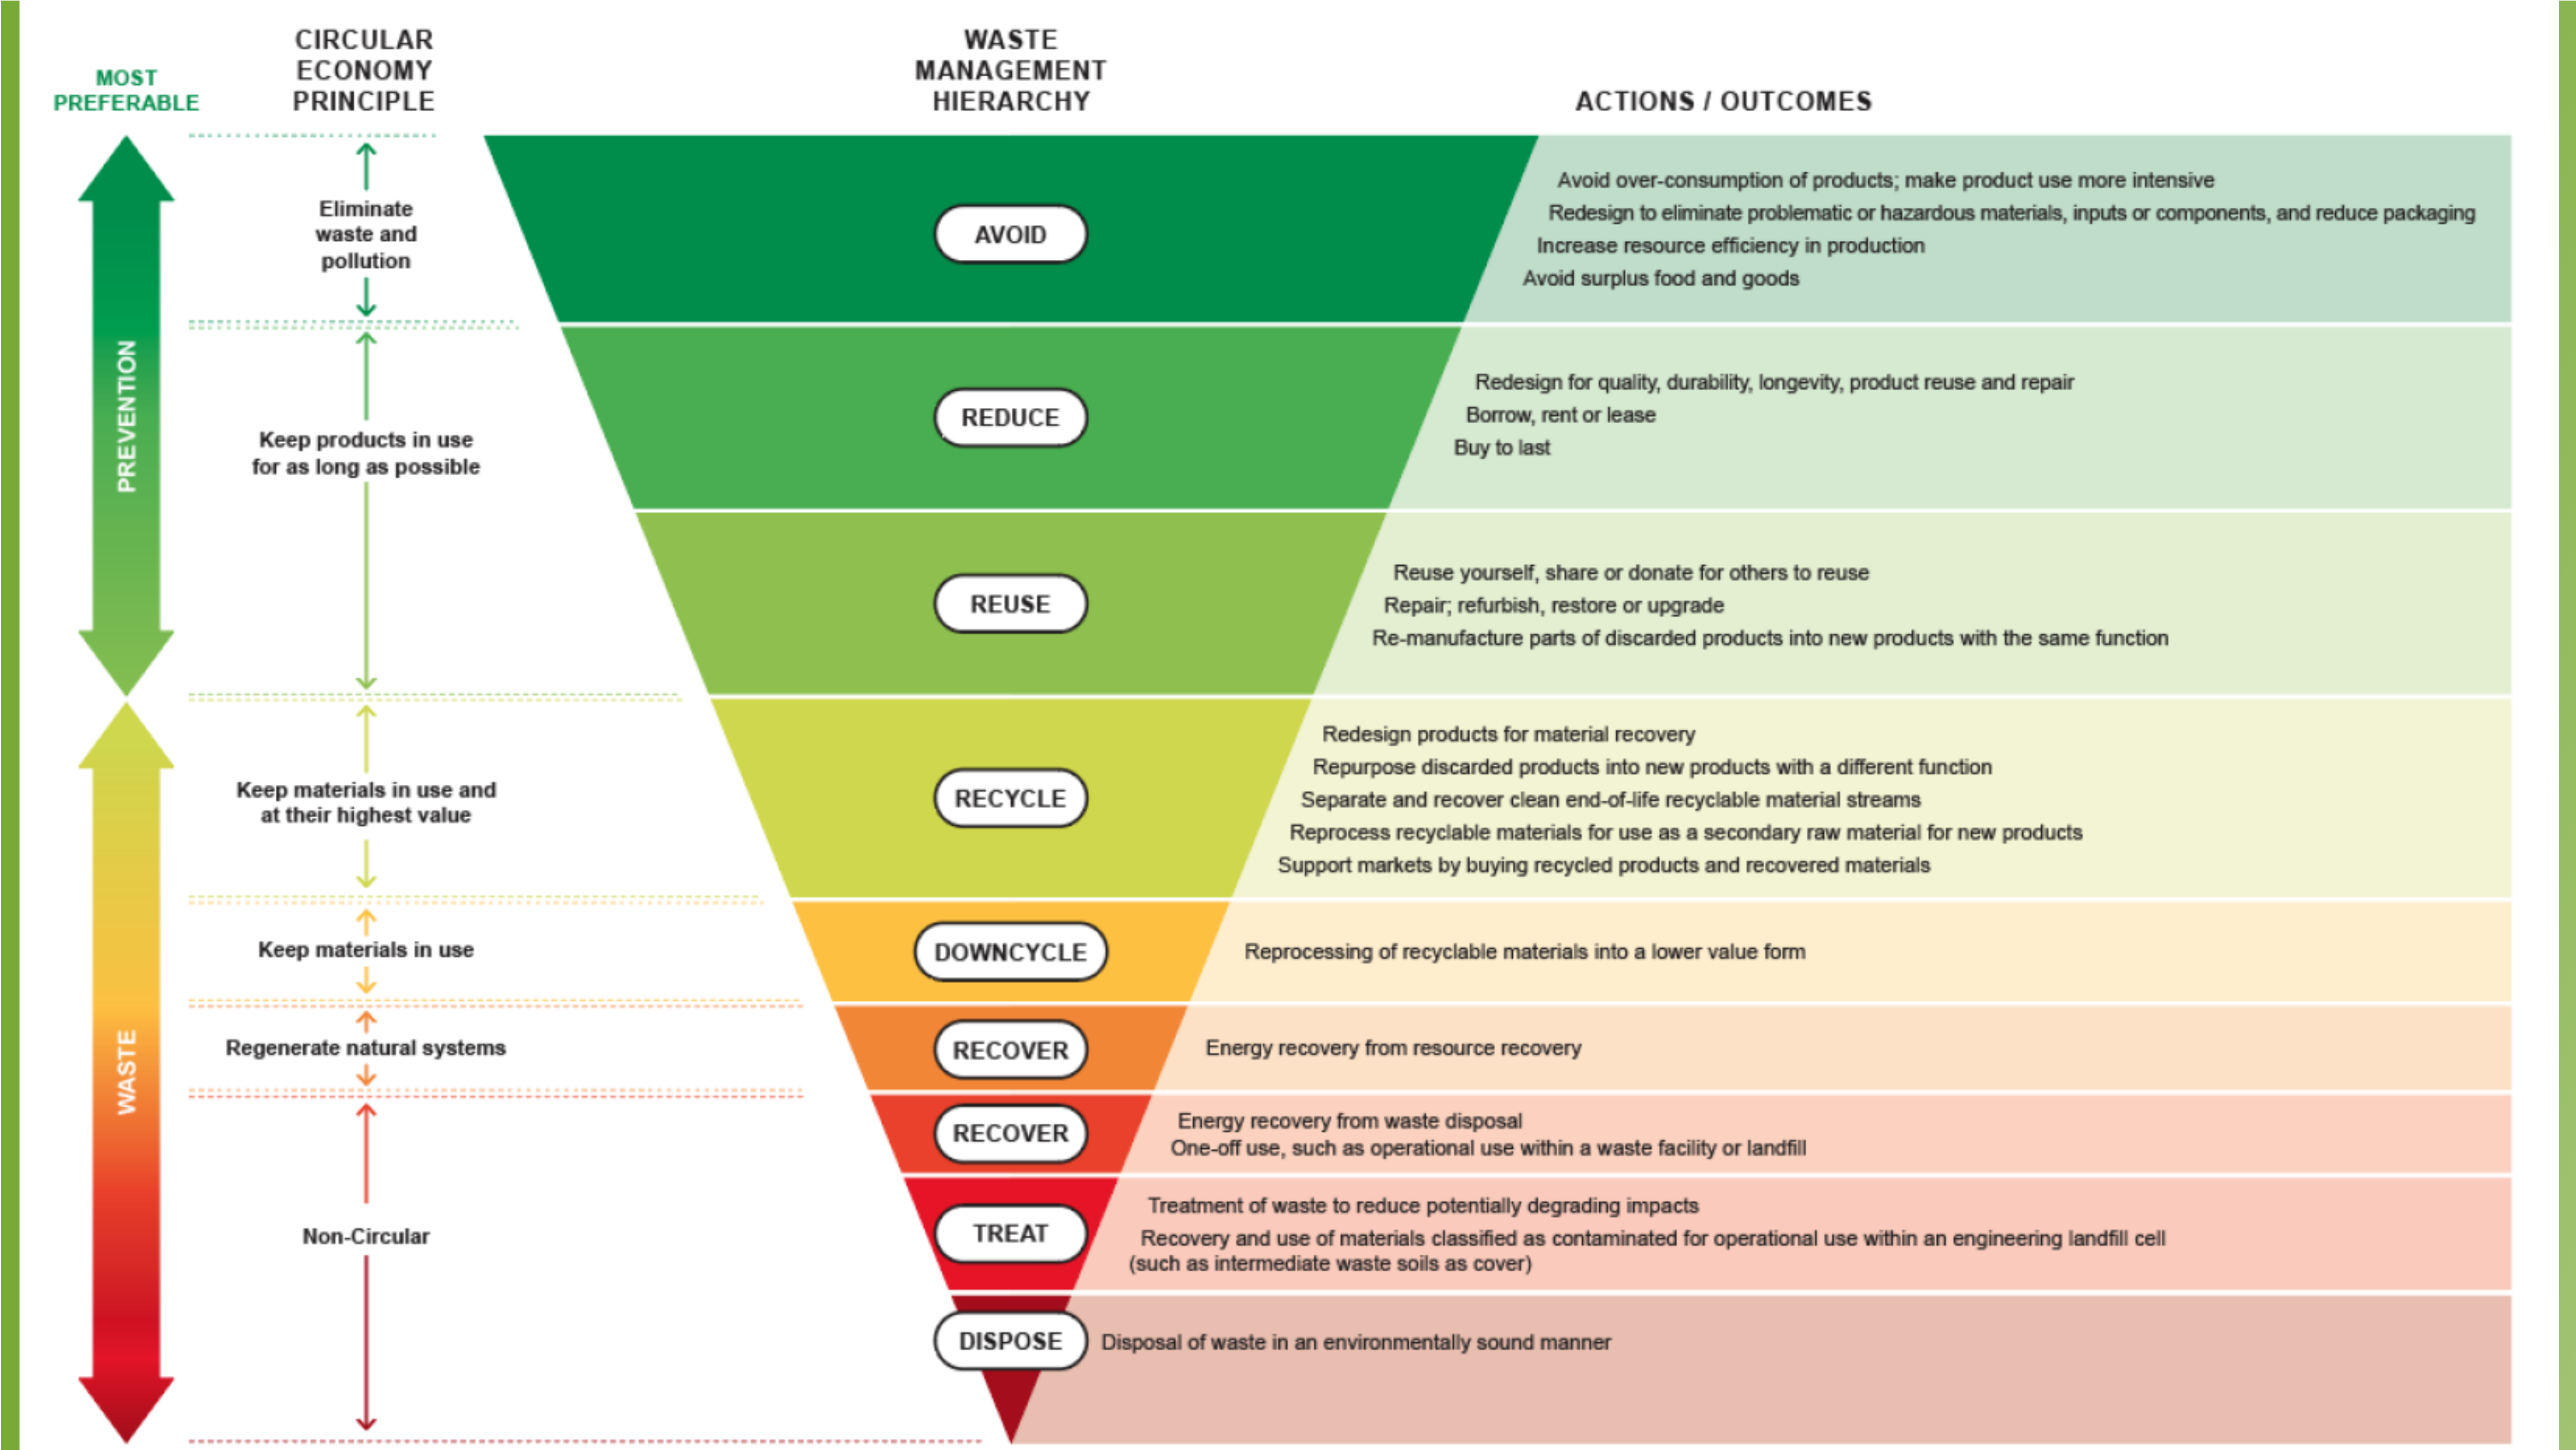 MOST
PREFERABLE
CIRCULAR
ECONOMY
PRINCIPLE
WASTE
MANAGEMENT
HIERARCHY
ACTIONS / OUTCOMES
PREVENTION
Eliminate
waste and
pollution
AVOID
Avoid over-consumption of products; make product use more intensive
Redesign to eliminate problematic or hazardous materials, inputs or components, and reduce packaging
Increase resource efficiency in production
Avoid surplus food and goods
Keep products in use
for as long as possible
REDUCE
Redesign for quality, durability, longevity, product reuse and repair
Borrow, rent or lease
Buy to last
REUSE
Reuse yourself, share or donate for others to reuse
Repair; refurbish, restore or upgrade
Re-manufacture parts of discarded products into new products with the same function
WASTE
Keep materials in use and
at their highest value
RECYCLE
Redesign products for material recovery
Repurpose discarded products into new products with a different function
Separate and recover clean end-of-life recyclable material streams
Reprocess recyclable materials for use as a secondary raw material for new products
Support markets by buying recycled products and recovered materials
Keep materials in use
DOWNCYCLE
Reprocessing of recyclable materials into a lower value form
Regenerate natural systems
RECOVER
Energy recovery from resource recovery
Non-Circular
RECOVER
Energy recovery from waste disposal
One-off use, such as operational use within a waste facility or landfill
TREAT
Treatment of waste to reduce potentially degrading impacts
Recovery and use of materials classified as contaminated for operational use within an engineering landfill cell
(such as intermediate waste soils as cover)
DISPOSE
Disposal of waste in an environmentally sound manner